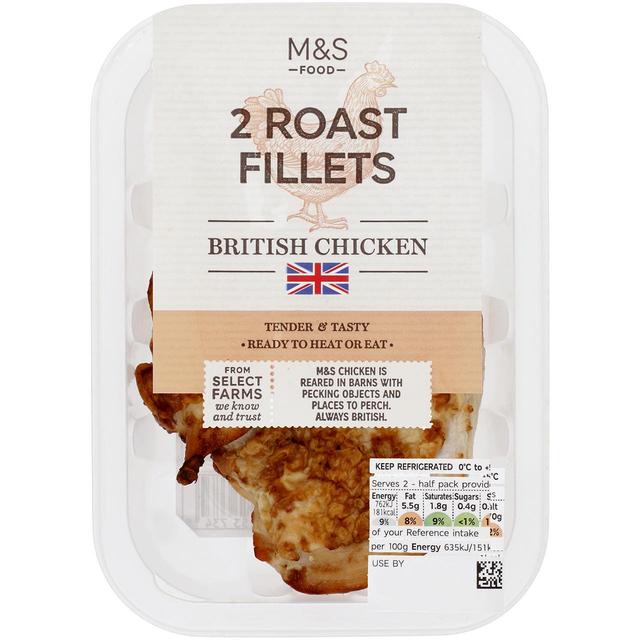 M&S
FOOD
2 ROAST
FILLETS
BRITISH CHICKEN
TENDER & TASTY
• READY TO HEAT OR EAT •
FROM
SELECT
FARMS
we know
and trust
M&S CHICKEN IS
REARED IN BARNS WITH
PECKING OBJECTS AND
PLACES TO PERCH.
ALWAYS BRITISH.
KEEP REFRIGERATED 0°C to
Serves 2 - half pack provid
Energy Fat Saturates Sugars
762kJ 5.5g 1.8g 0.4g
181kcal
9% 8% 9% <1%
of your Reference intake
per 100g Energy 635kJ/151k
USE BY